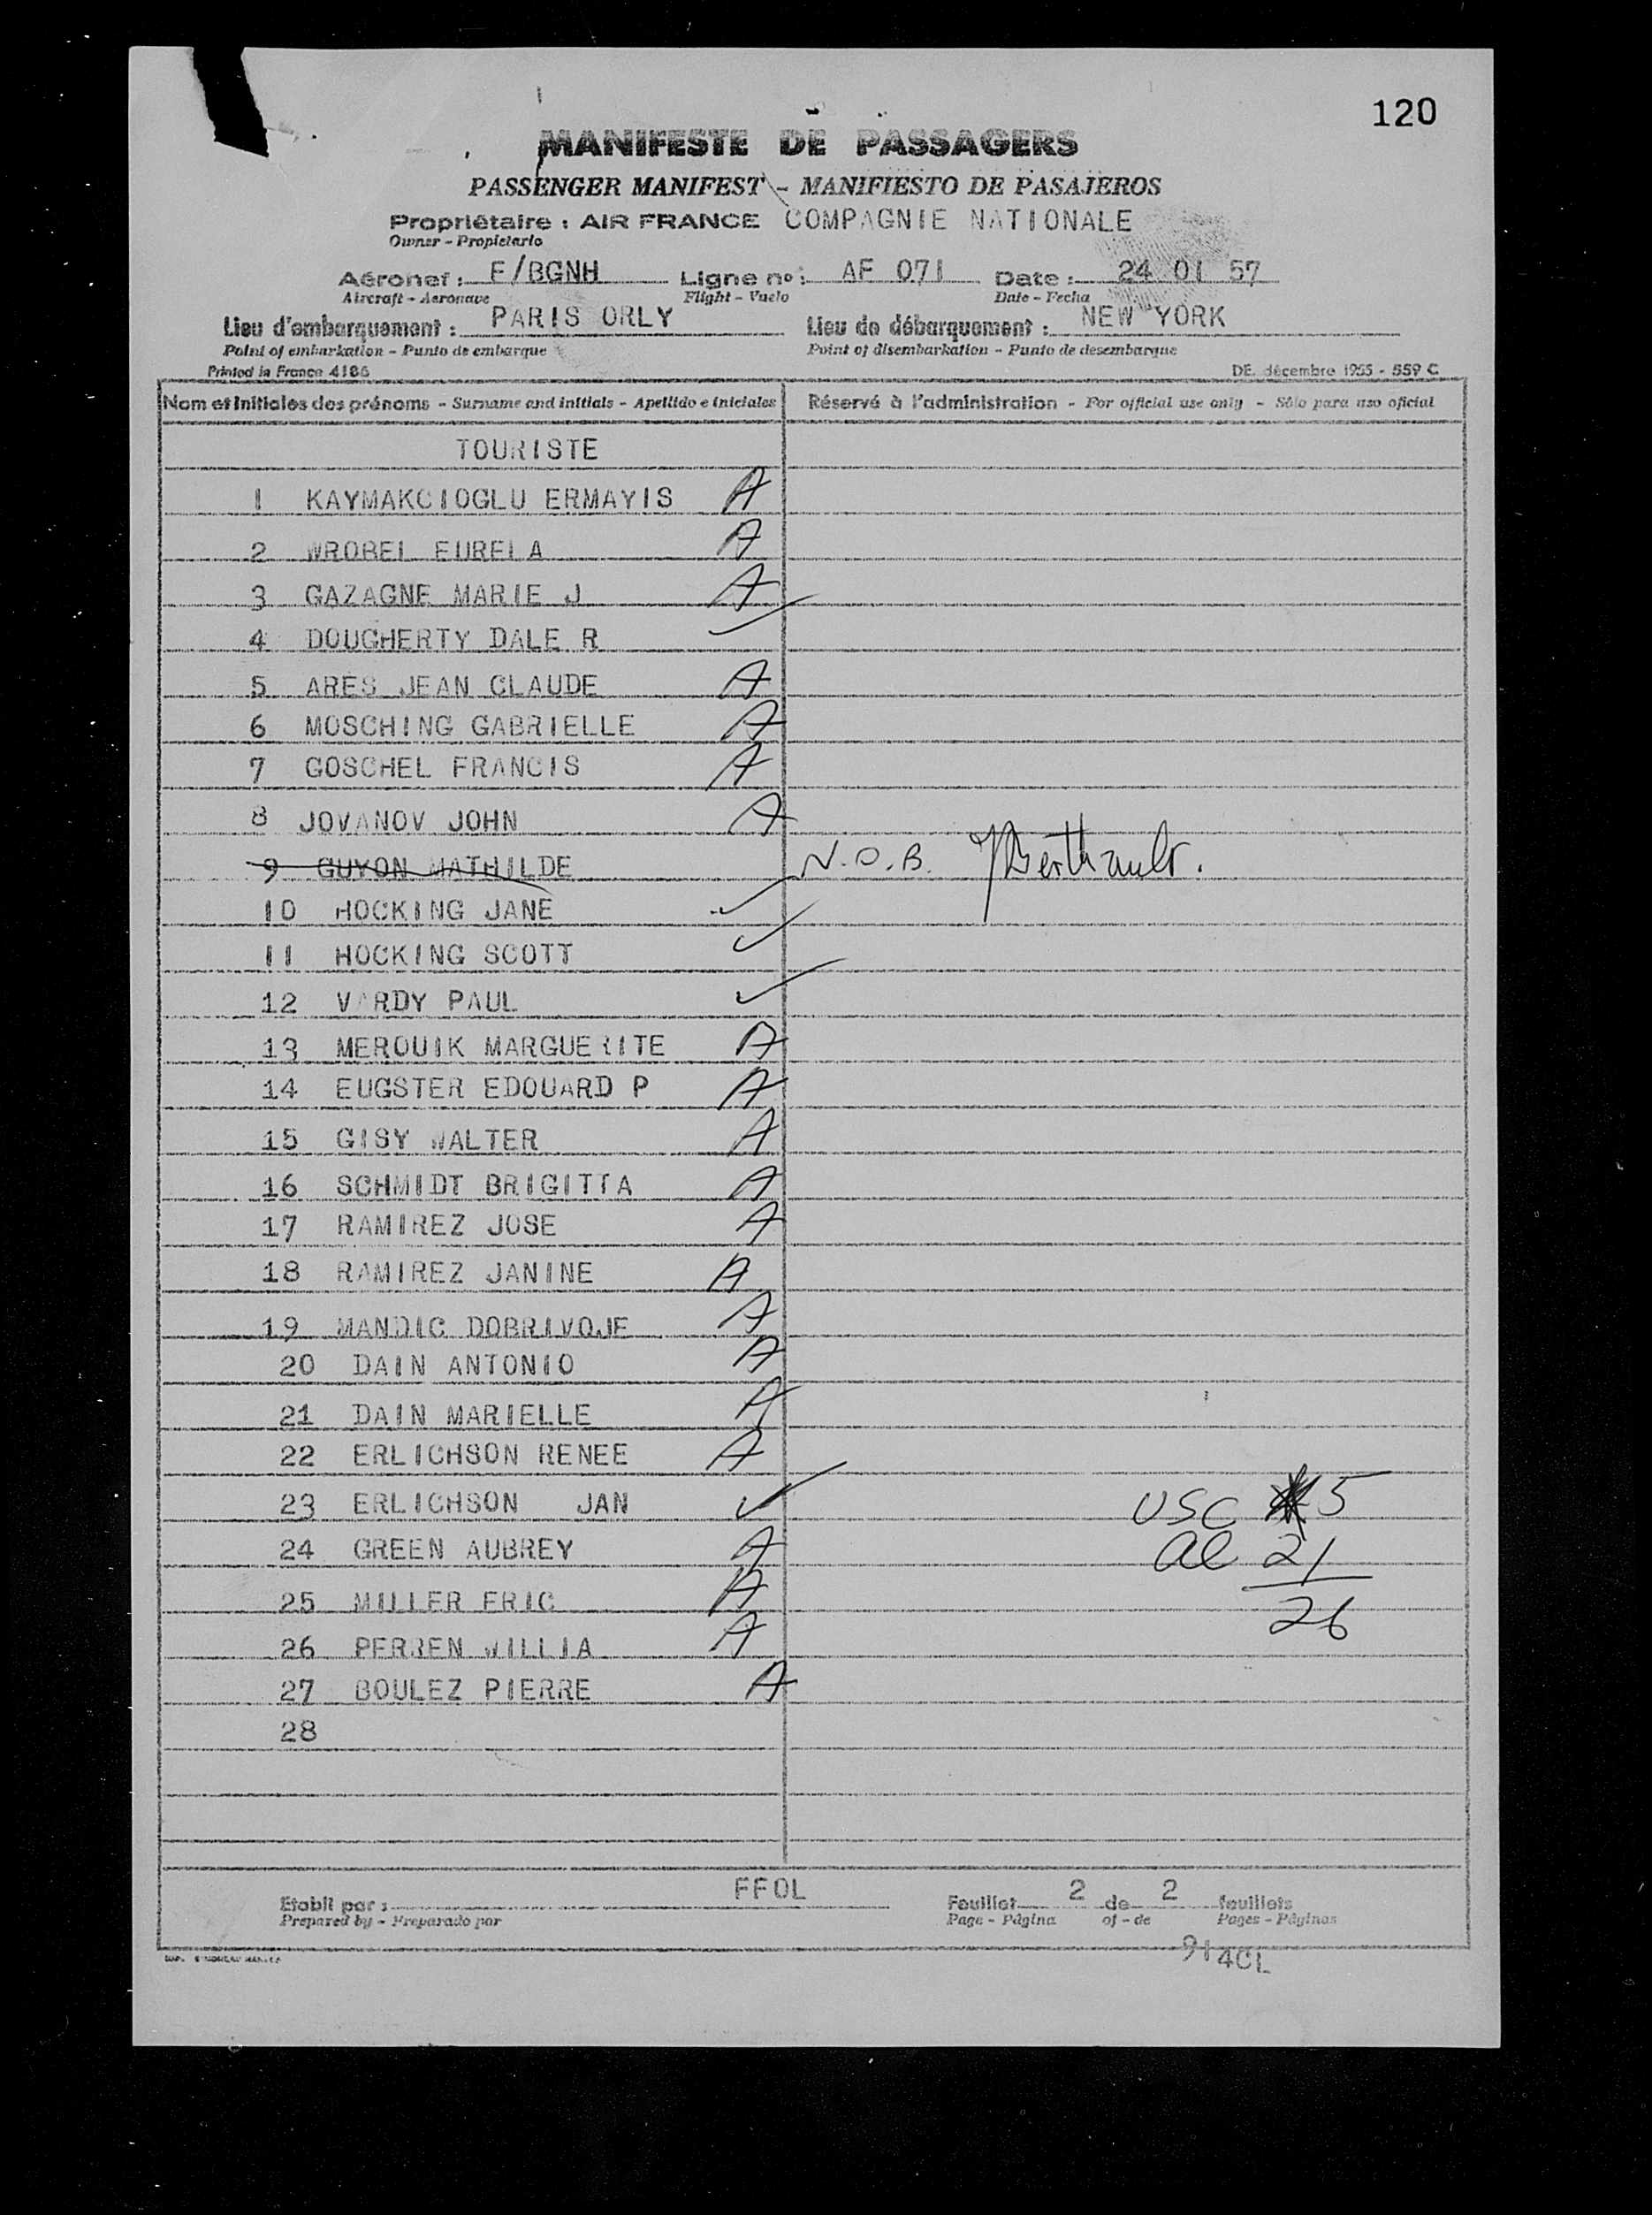 120
MANIFESTE DE PASSAGERS
PASSENGER MANIFEST - MANIFIESTO DE PASAJEROS
Propriétaire : AIR FRANCE COMPAGNIE NATIONALE
Owner - Propietario
Aéronef : F/BGNH Ligne no : AF 071 Date : 24 01 57
Aircraft - Aeronave Flight - Vuelo Date - Fecha
Lieu d'embarquement : PARIS ORLY Lieu de débarquement : NEW YORK
Point of embarkation - Punto de embarque Point of disembarkation - Punto de desembarque
Printed in France 4186 DE. décembre 1955 - 559 C
Nom et initiales des prénoms - Surname and initials - Apellido e iniciales Réservé à l'administration - For official use only - Sólo para uso oficial
TOURISTE
1 KAYMAKCIOGLU ERMAYIS A
2 WROBEL EURELA A
3 GAZAGNE MARIE J A
4 DOUGHERTY DALE R ✓
5 ARES JEAN CLAUDE A
6 MOSCHING GABRIELLE A
7 GOSCHEL FRANCIS A
8 JOVANOV JOHN A
9 GUYON MATHILDE N.O.B. Berthault.
10 HOCKING JANE ✓
11 HOCKING SCOTT ✓
12 VARDY PAUL ✓
13 MEROUIK MARGUERITE A
14 EUGSTER EDOUARD P A
15 GISY WALTER A
16 SCHMIDT BRIGITTA A
17 RAMIREZ JOSE A
18 RAMIREZ JANINE A
19 MANDIC DOBRIVOJE A
20 DAIN ANTONIO A
21 DAIN MARIELLE A
22 ERLICHSON RENEE A
23 ERLICHSON JAN ✓ USC 5
24 GREEN AUBREY A al 21
25 MILLER ERIC A 26
26 PERREN WILLIA A
27 BOULEZ PIERRE A
28
Etabli par : FFOL Feuillet 2 de 2 feuillets
Prepared by - Preparado por Page - Página of - de Pages - Páginas
914CL